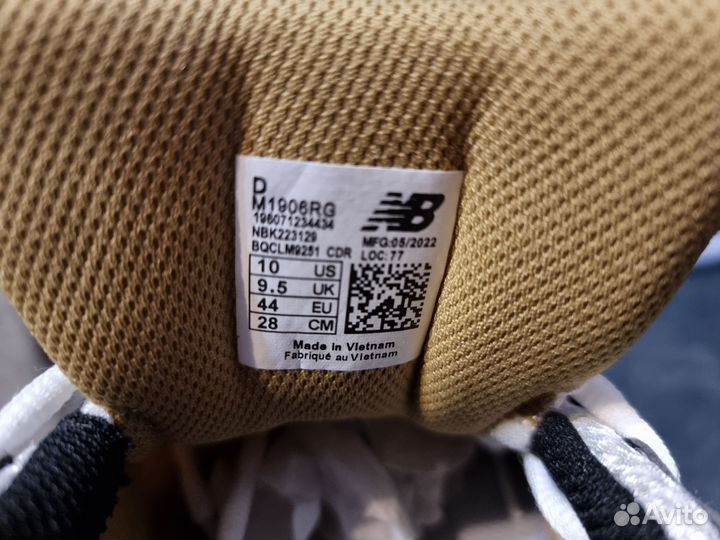 D
M1906RG
196071234434
NBK223129
BQCLM9251 CDR
NB
MFG:05/2022
LOC:77
10 US
9.5 UK
44 EU
28 CM
Made in Vietnam
Fabriqué au Vietnam
Avito